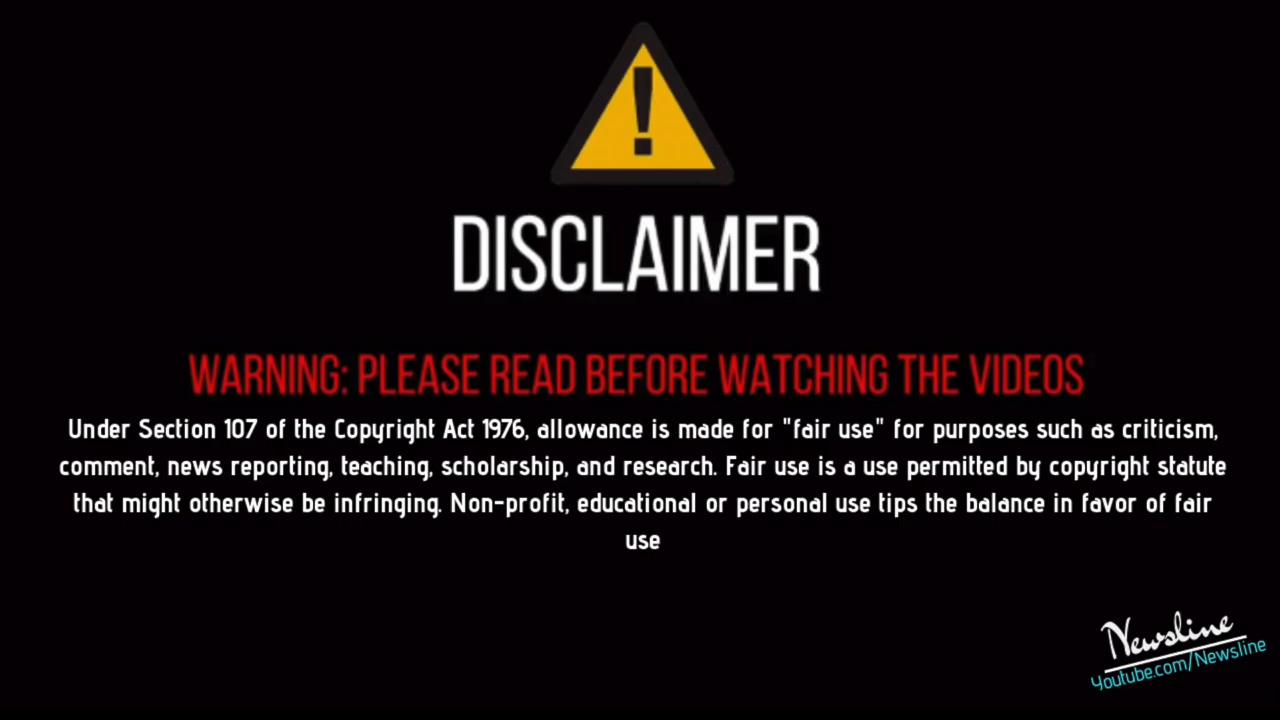 DISCLAIMER
WARNING: PLEASE READ BEFORE WATCHING THE VIDEOS
Under Section 107 of the Copyright Act 1976, allowance is made for "fair use" for purposes such as criticism,
comment, news reporting, teaching, scholarship, and research. Fair use is a use permitted by copyright statute
that might otherwise be infringing. Non-profit, educational or personal use tips the balance in favor of fair
use
Newsline
Youtube.com/Newsline